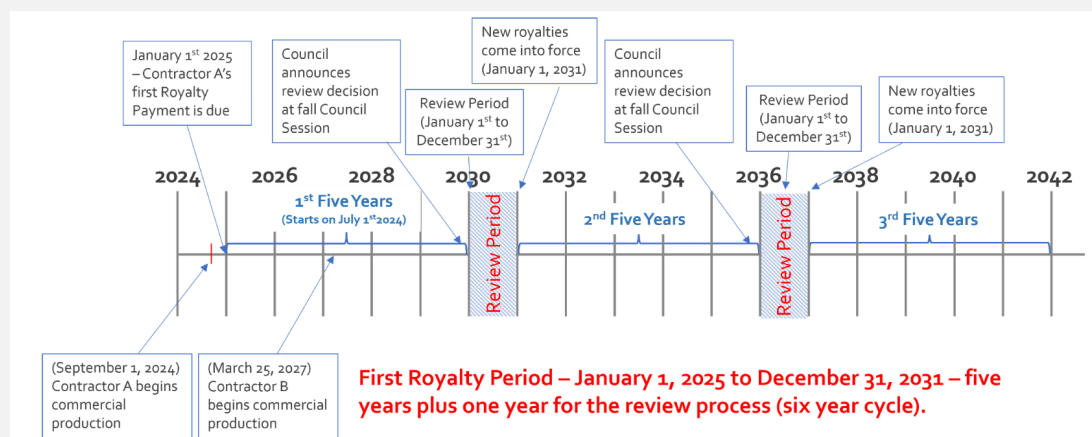 January 1st 2025
– Contractor A's
first Royalty
Payment is due
Council
announces
review decision
at fall Council
Session
Review Period
(January 1st to
December 31st)
New royalties
come into force
(January 1, 2031)
Council
announces
review decision
at fall Council
Session
Review Period
(January 1st to
December 31st)
New royalties
come into force
(January 1, 2031)
2024 2026 2028 2030 2032 2034 2036 2038 2040 2042
1st Five Years
(Starts on July 1st2024)
Review Period
2nd Five Years
Review Period
3rd Five Years
(September 1, 2024)
Contractor A begins
commercial
production
(March 25, 2027)
Contractor B
begins commercial
production
First Royalty Period – January 1, 2025 to December 31, 2031 – five
years plus one year for the review process (six year cycle).